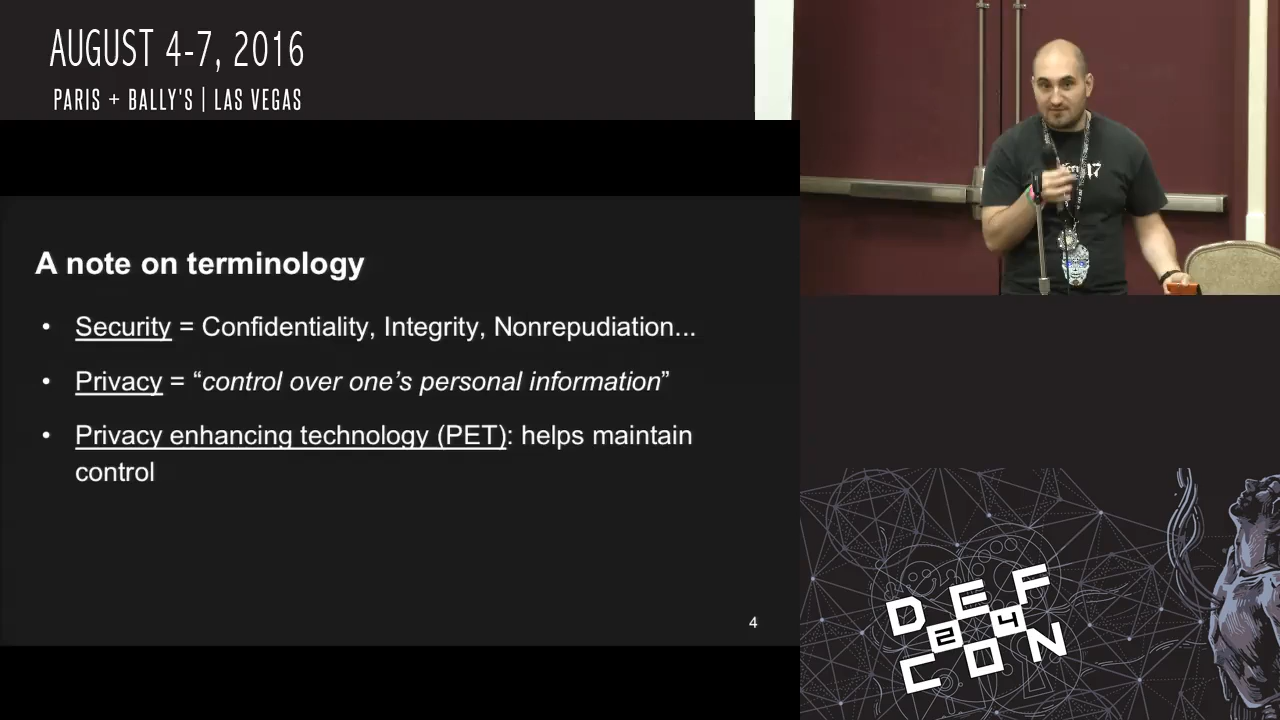 AUGUST 4-7, 2016
PARIS + BALLY'S | LAS VEGAS
A note on terminology
• Security = Confidentiality, Integrity, Nonrepudiation...
• Privacy = “control over one’s personal information”
• Privacy enhancing technology (PET): helps maintain
control
4
DEF
24
CON